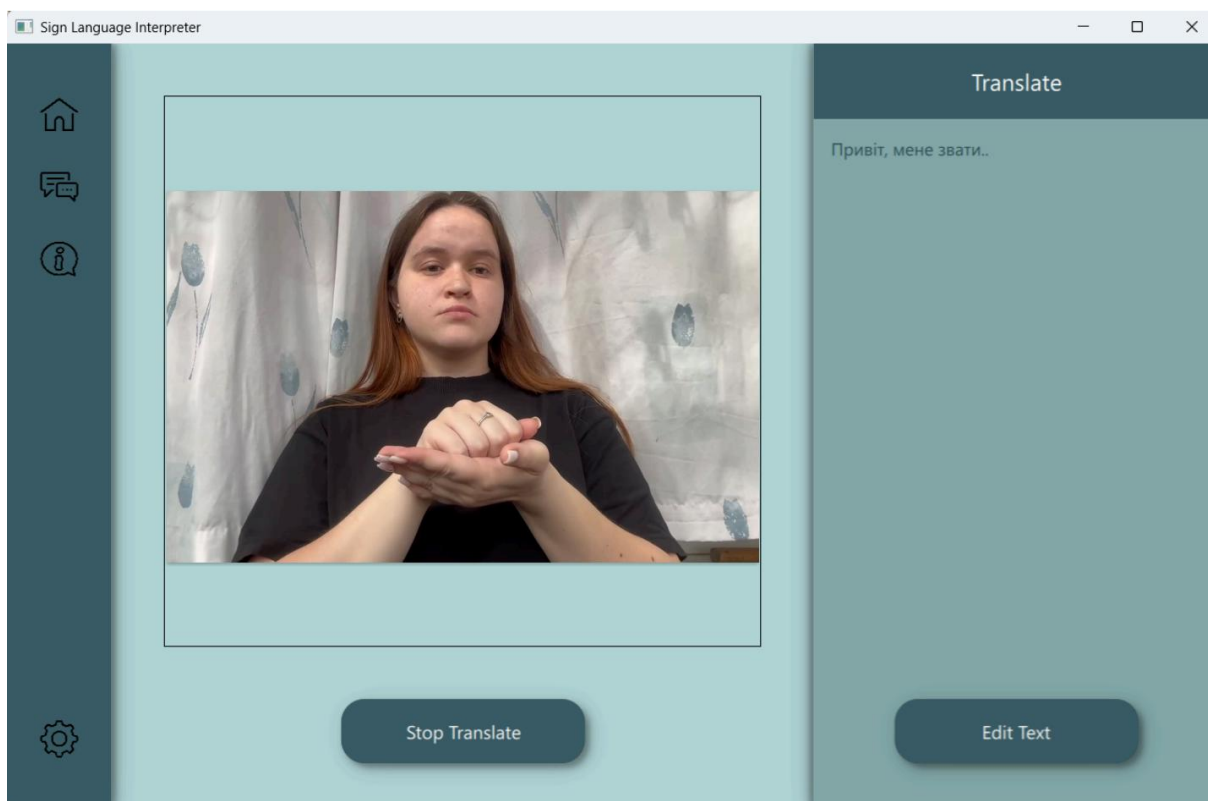 Sign Language Interpreter
Translate
Привіт, мене звати..
Stop Translate
Edit Text